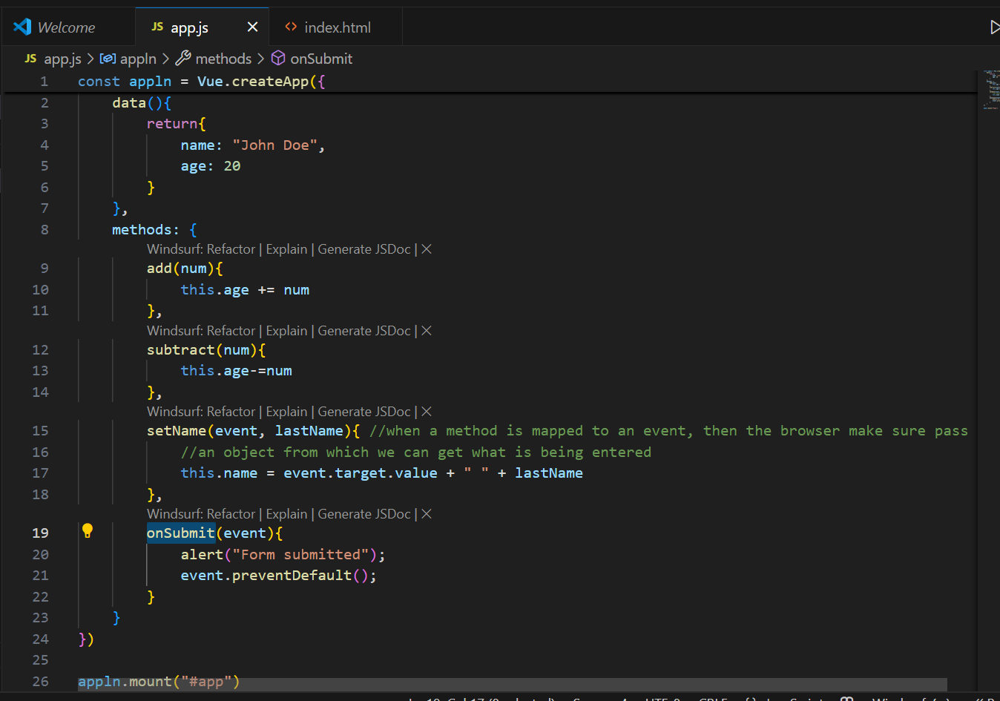 Welcome JS app.js × <> index.html
JS app.js > appln > methods > onSubmit
1 const appln = Vue.createApp({
2 data(){
3 return{
4 name: "John Doe",
5 age: 20
6 }
7 },
8 methods: {
Windsurf: Refactor | Explain | Generate JSDoc | ×
9 add(num){
10 this.age += num
11 },
Windsurf: Refactor | Explain | Generate JSDoc | ×
12 subtract(num){
13 this.age-=num
14 },
Windsurf: Refactor | Explain | Generate JSDoc | ×
15 setName(event, lastName){ //when a method is mapped to an event, then the browser make sure pass
16 //an object from which we can get what is being entered
17 this.name = event.target.value + " " + lastName
18 },
Windsurf: Refactor | Explain | Generate JSDoc | ×
19 onSubmit(event){
20 alert("Form submitted");
21 event.preventDefault();
22 }
23 }
24 })
25
26 appln.mount("#app")